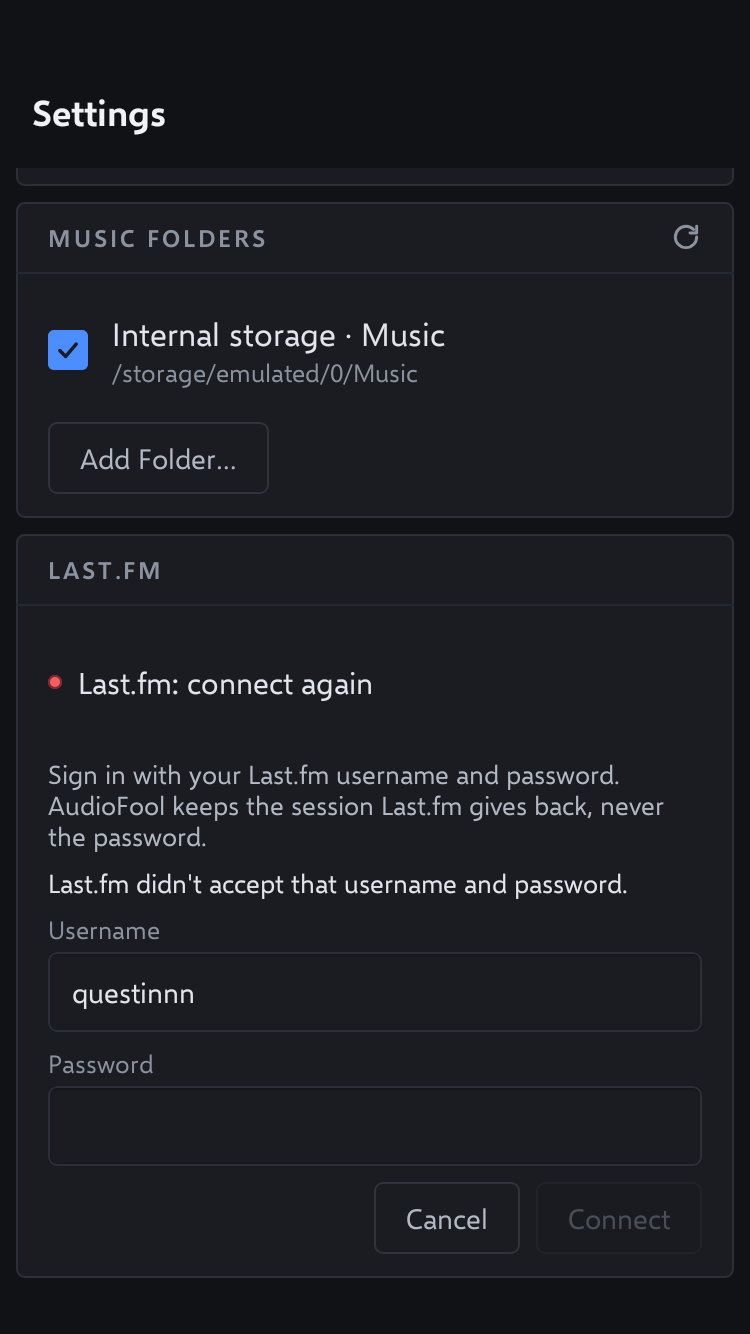 Settings
MUSIC FOLDERS
Internal storage · Music
/storage/emulated/0/Music
Add Folder...
LAST.FM
Last.fm: connect again
Sign in with your Last.fm username and password.
AudioFool keeps the session Last.fm gives back, never
the password.
Last.fm didn't accept that username and password.
Username
questinnn
Password
Cancel
Connect